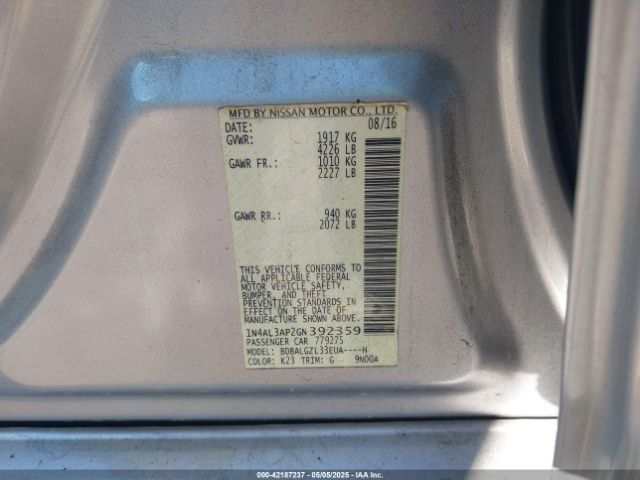 MFD BY NISSAN MOTOR CO., LTD.
DATE: 08/16
GVWR: 1917 KG
4226 LB
GAWR FR.: 1010 KG
2227 LB
GAWR RR.: 940 KG
2072 LB
THIS VEHICLE CONFORMS TO
ALL APPLICABLE FEDERAL
MOTOR VEHICLE SAFETY,
BUMPER, AND THEFT
PREVENTION STANDARDS IN
EFFECT ON THE DATE OF
MANUFACTURE SHOWN ABOVE.
1N4AL3AP2GN392359
PASSENGER CAR 779275
MODEL: BDBALGZL33EUA----H
COLOR: K23 TRIM: G 9N00A
000-42187237 - 05/05/2025 - IAA Inc. Copyright